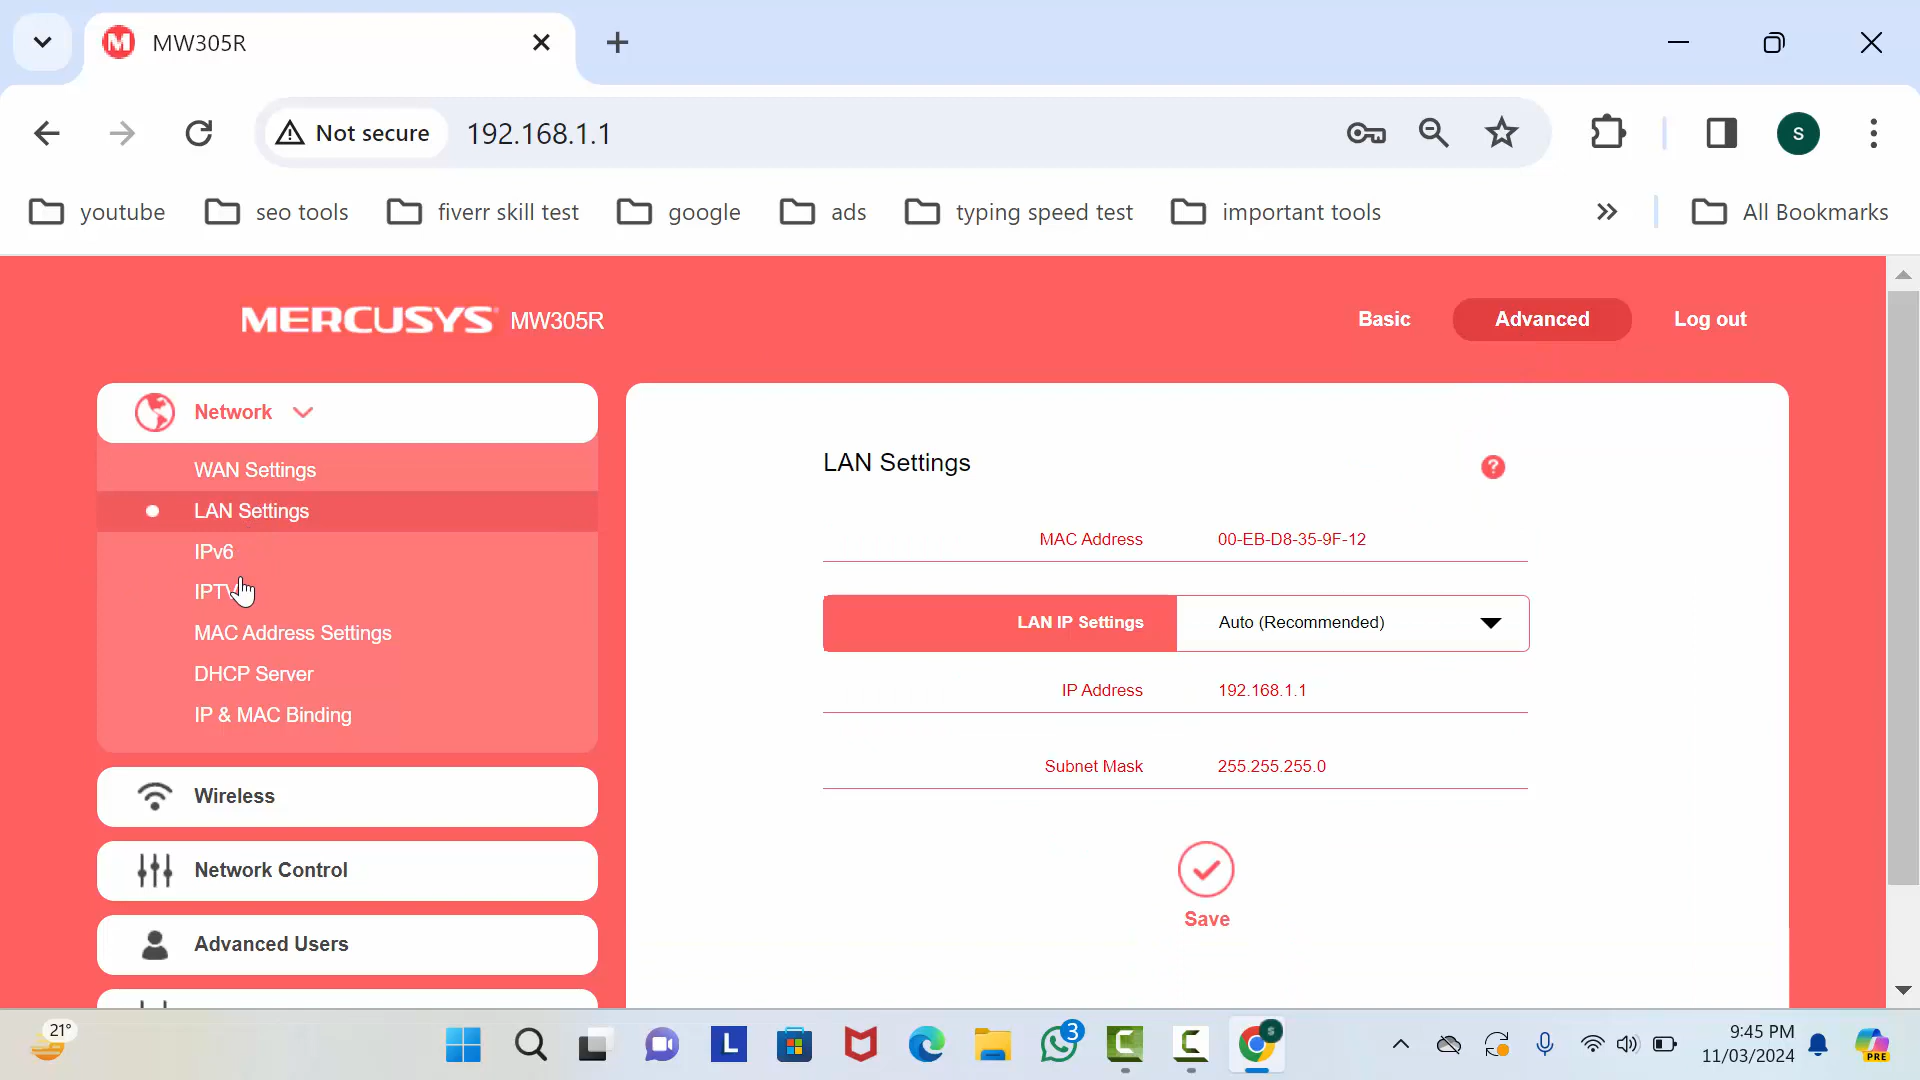 MW305R
Not secure
192.168.1.1
S
youtube
seo tools
fiverr skill test
google
ads
typing speed test
important tools
All Bookmarks
MERCUSYS MW305R
Basic
Advanced
Log out
Network
WAN Settings
LAN Settings
IPv6
IPTV
MAC Address Settings
DHCP Server
IP & MAC Binding
Wireless
Network Control
Advanced Users
LAN Settings
?
MAC Address 00-EB-D8-35-9F-12
LAN IP Settings Auto (Recommended)
IP Address 192.168.1.1
Subnet Mask 255.255.255.0
Save
21°
L
3
S
9:45 PM
11/03/2024
PRE